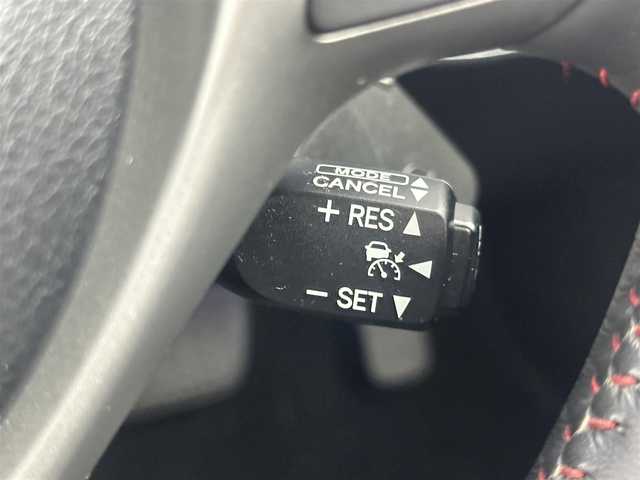 MODE
CANCEL
+ RES
- SET